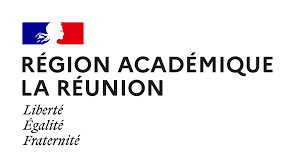 RÉGION ACADÉMIQUE
LA RÉUNION
Liberté
Égalité
Fraternité